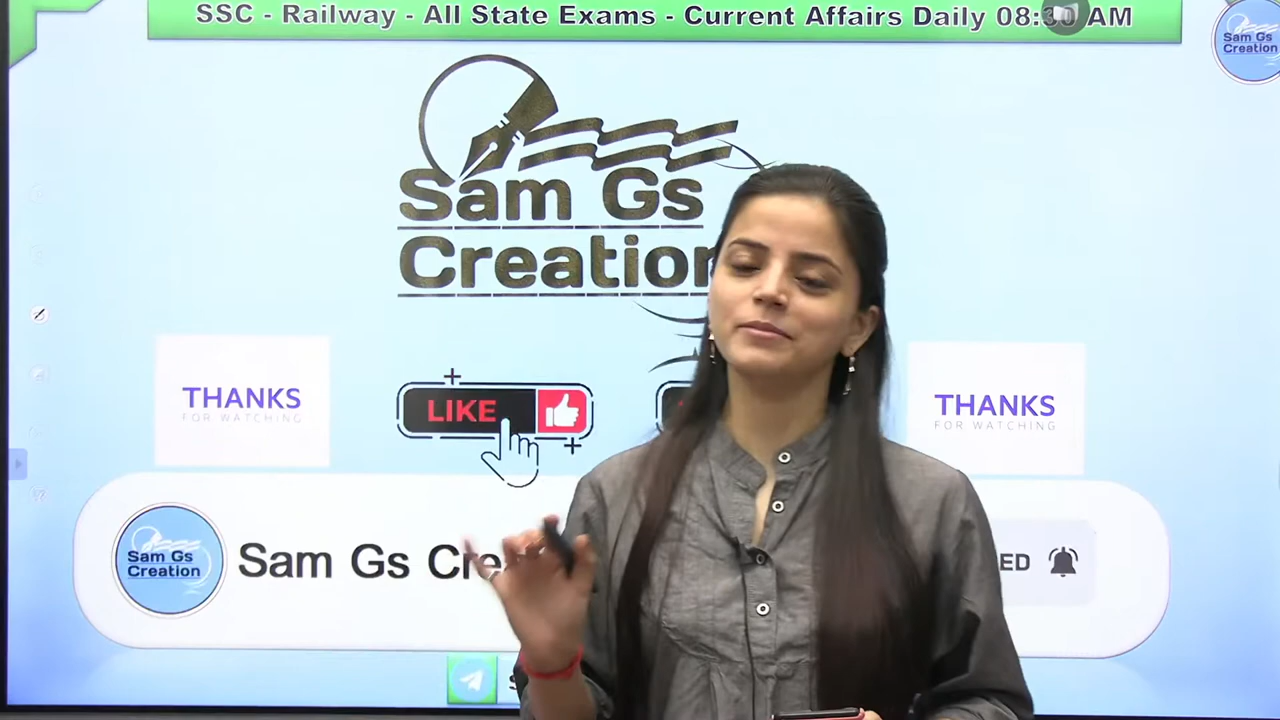 SSC - Railway - All State Exams - Current Affairs Daily 08:30 AM
Sam Gs
Creation
Sam Gs
Creation
THANKS
FOR WATCHING
LIKE
THANKS
FOR WATCHING
Sam Gs
Creation
Sam Gs Cre
ED